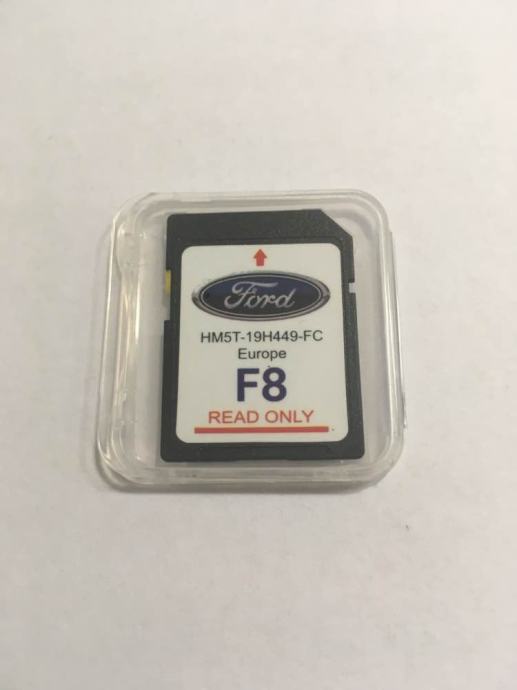 Ford
HM5T-19H449-FC
Europe
F8
READ ONLY